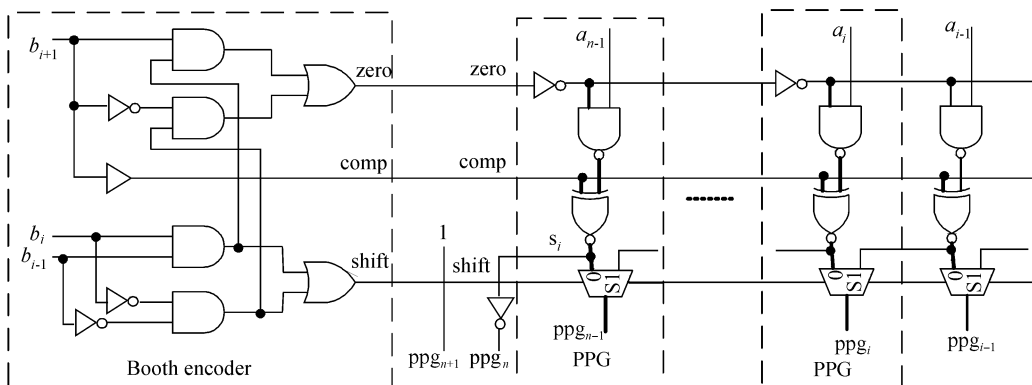 b_{i+1}
b_i
b_{i-1}
zero
comp
shift
Booth encoder
zero
comp
1
shift
ppg_{n+1}
ppg_n
a_{n-1}
s_i
0
S1
ppg_{n-1}
PPG
.......
a_i
0
S1
ppg_i
PPG
a_{i-1}
0
S1
ppg_{i-1}